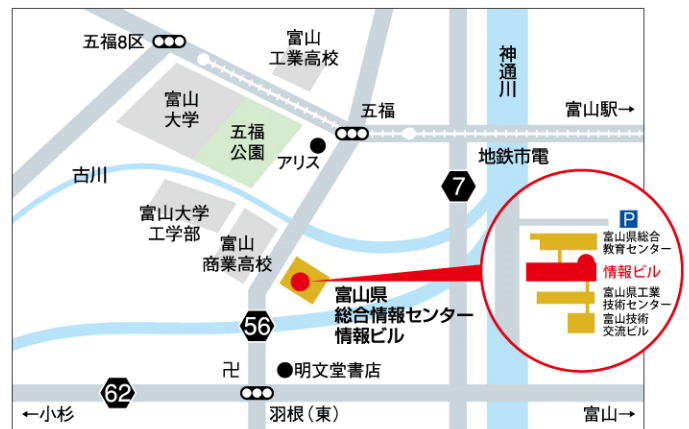 五福8区
富山
工業高校
神通川
富山
大学
五福
富山駅→
五福
公園
アリス
地鉄市電
古川
7
P
富山大学
工学部
富山
商業高校
富山県総合
教育センター
情報ビル
富山県工業
技術センター
富山技術
交流ビル
富山県
総合情報センター
情報ビル
56
卍
●明文堂書店
62
←小杉
羽根(東)
富山→